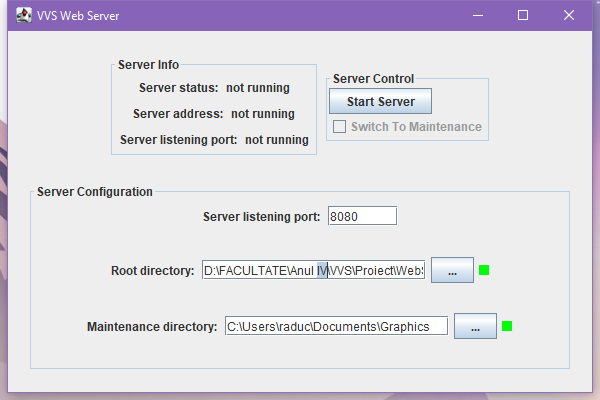 VVS Web Server
Server Info
Server status: not running
Server address: not running
Server listening port: not running
Server Control
Start Server
Switch To Maintenance
Server Configuration
Server listening port: 8080
Root directory: D:\FACULTATE\Anul IV\VVS\Proiect\WebS ...
Maintenance directory: C:\Users\raduc\Documents\Graphics ...